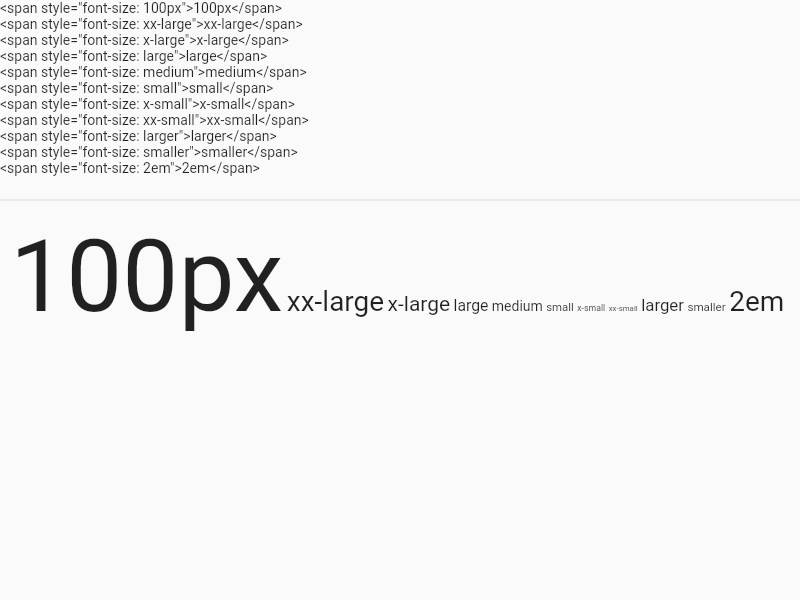 <span style="font-size: 100px">100px</span>
<span style="font-size: xx-large">xx-large</span>
<span style="font-size: x-large">x-large</span>
<span style="font-size: large">large</span>
<span style="font-size: medium">medium</span>
<span style="font-size: small">small</span>
<span style="font-size: x-small">x-small</span>
<span style="font-size: xx-small">xx-small</span>
<span style="font-size: larger">larger</span>
<span style="font-size: smaller">smaller</span>
<span style="font-size: 2em">2em</span>
100px xx-large x-large large medium small x-small xx-small larger smaller 2em